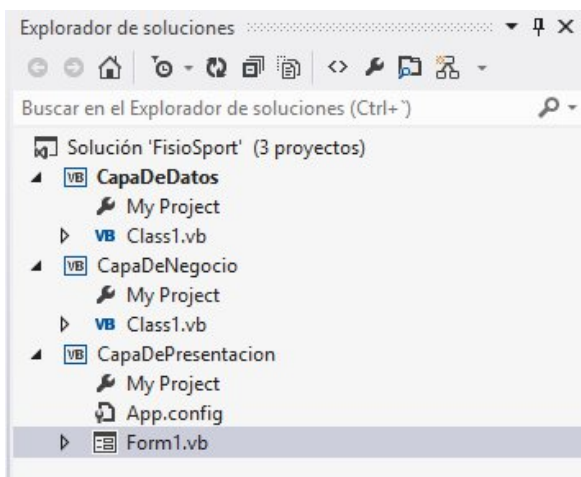 Explorador de soluciones
Buscar en el Explorador de soluciones (Ctrl+`)
Solución 'FisioSport' (3 proyectos)
VB CapaDeDatos
My Project
VB Class1.vb
VB CapaDeNegocio
My Project
VB Class1.vb
VB CapaDePresentacion
My Project
App.config
Form1.vb